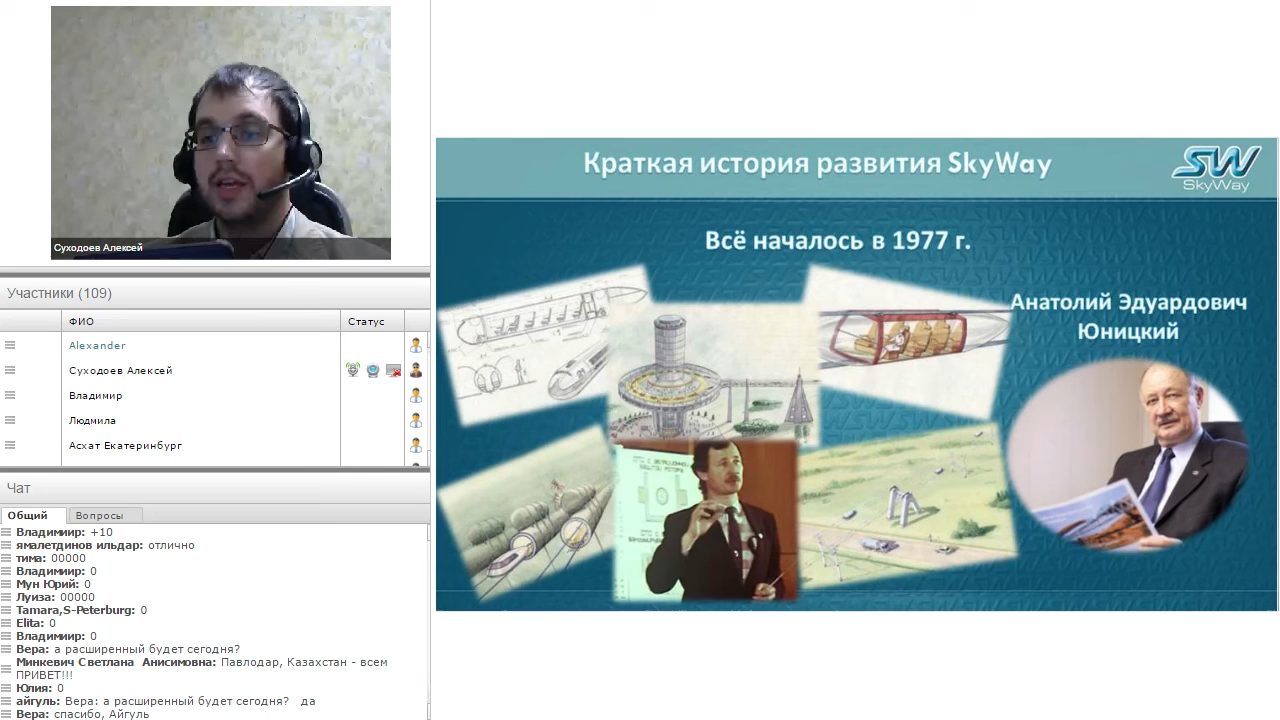 Суходоев Алексей
Участники (109)
ФИО
Статус
Alexander
Суходоев Алексей
Владимир
Людмила
Асхат Екатеринбург
Чат
Общий
Вопросы
Владимиир: +10
ямалетдинов ильдар: отлично
тима: 00000
Владимиир: 0
Мун Юрий: 0
Луиза: 00000
Tamara,S-Peterburg: 0
Elita: 0
Владимиир: 0
Вера: а расширенный будет сегодня?
Минкевич Светлана Анисимовна: Павлодар, Казахстан - всем
ПРИВЕТ!!!
Юлия: 0
айгуль: Вера: а расширенный будет сегодня? да
Вера: спасибо, Айгуль
Краткая история развития SkyWay
SW
SkyWay
Всё началось в 1977 г.
Анатолий Эдуардович
Юницкий